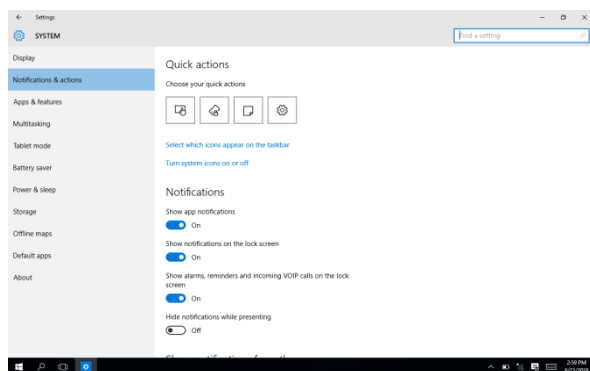 Settings
SYSTEM
Find a setting
Display
Notifications & actions
Apps & features
Multitasking
Tablet mode
Battery saver
Power & sleep
Storage
Offline maps
Default apps
About
Quick actions
Choose your quick actions
Select which icons appear on the taskbar
Turn system icons on or off
Notifications
Show app notifications
On
Show notifications on the lock screen
On
Show alarms, reminders and incoming VOIP calls on the lock
screen
On
Hide notifications while presenting
Off
2:59 PM